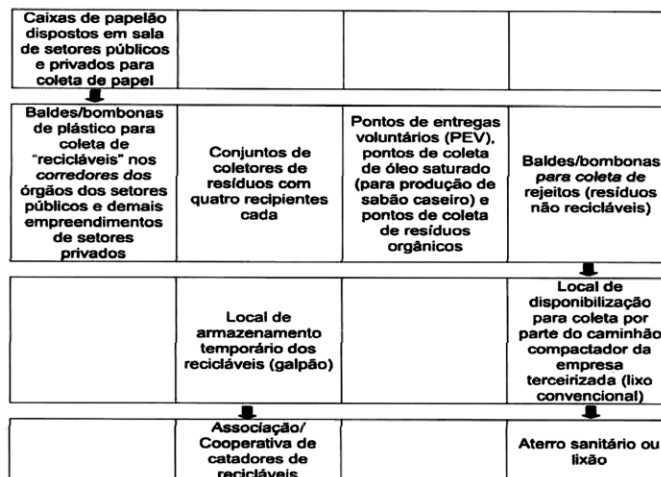 Caixas de papelão
dispostos em sala
de setores públicos
e privados para
coleta de papel
Baldes/bombonas
de plástico para
coleta de
"recicláveis" nos
corredores dos
órgãos dos setores
públicos e demais
empreendimentos
de setores
privados
Conjuntos de
coletores de
resíduos com
quatro recipientes
cada
Pontos de entregas
voluntários (PEV),
pontos de coleta
de óleo saturado
(para produção de
sabão caseiro) e
pontos de coleta
de resíduos
orgânicos
Baldes/bombonas
para coleta de
rejeitos (resíduos
não recicláveis)
Local de
armazenamento
temporário dos
recicláveis (galpão)
Local de
disponibilização
para coleta por
parte do caminhão
compactador da
empresa
terceirizada (lixo
convencional)
Associação/
Cooperativa de
catadores de
recicláveis
Aterro sanitário ou
lixão